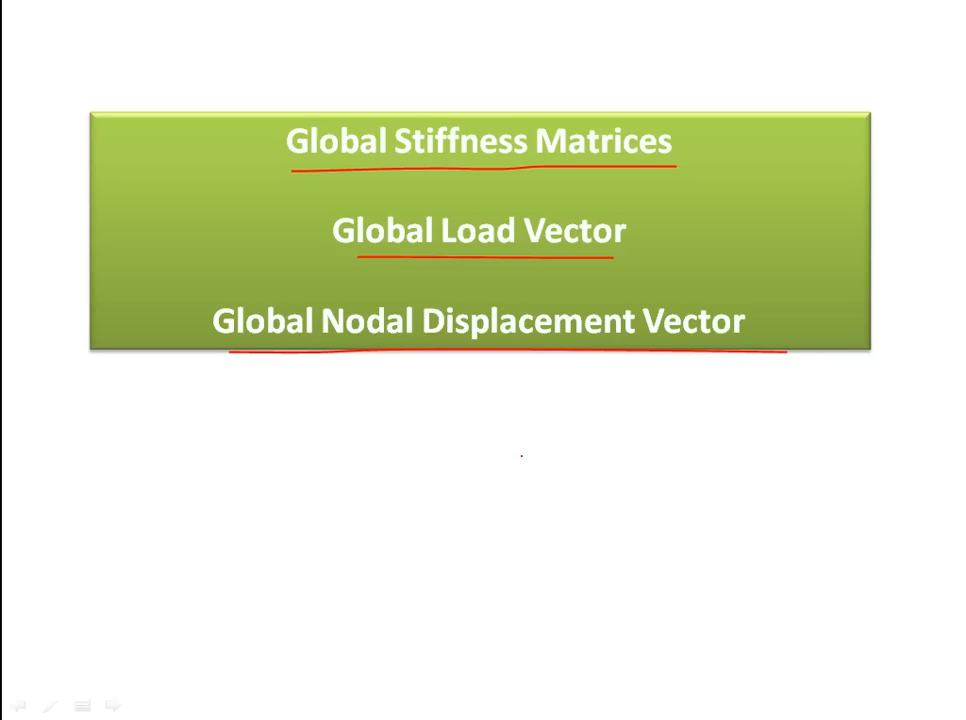 Global Stiffness Matrices
Global Load Vector
Global Nodal Displacement Vector